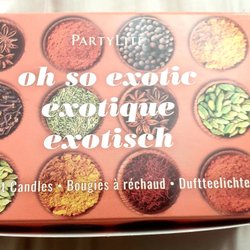 PARTYLITE
oh so exotic
exotique
exotisch
t Candles • Bougies à réchaud • Duftteelichte